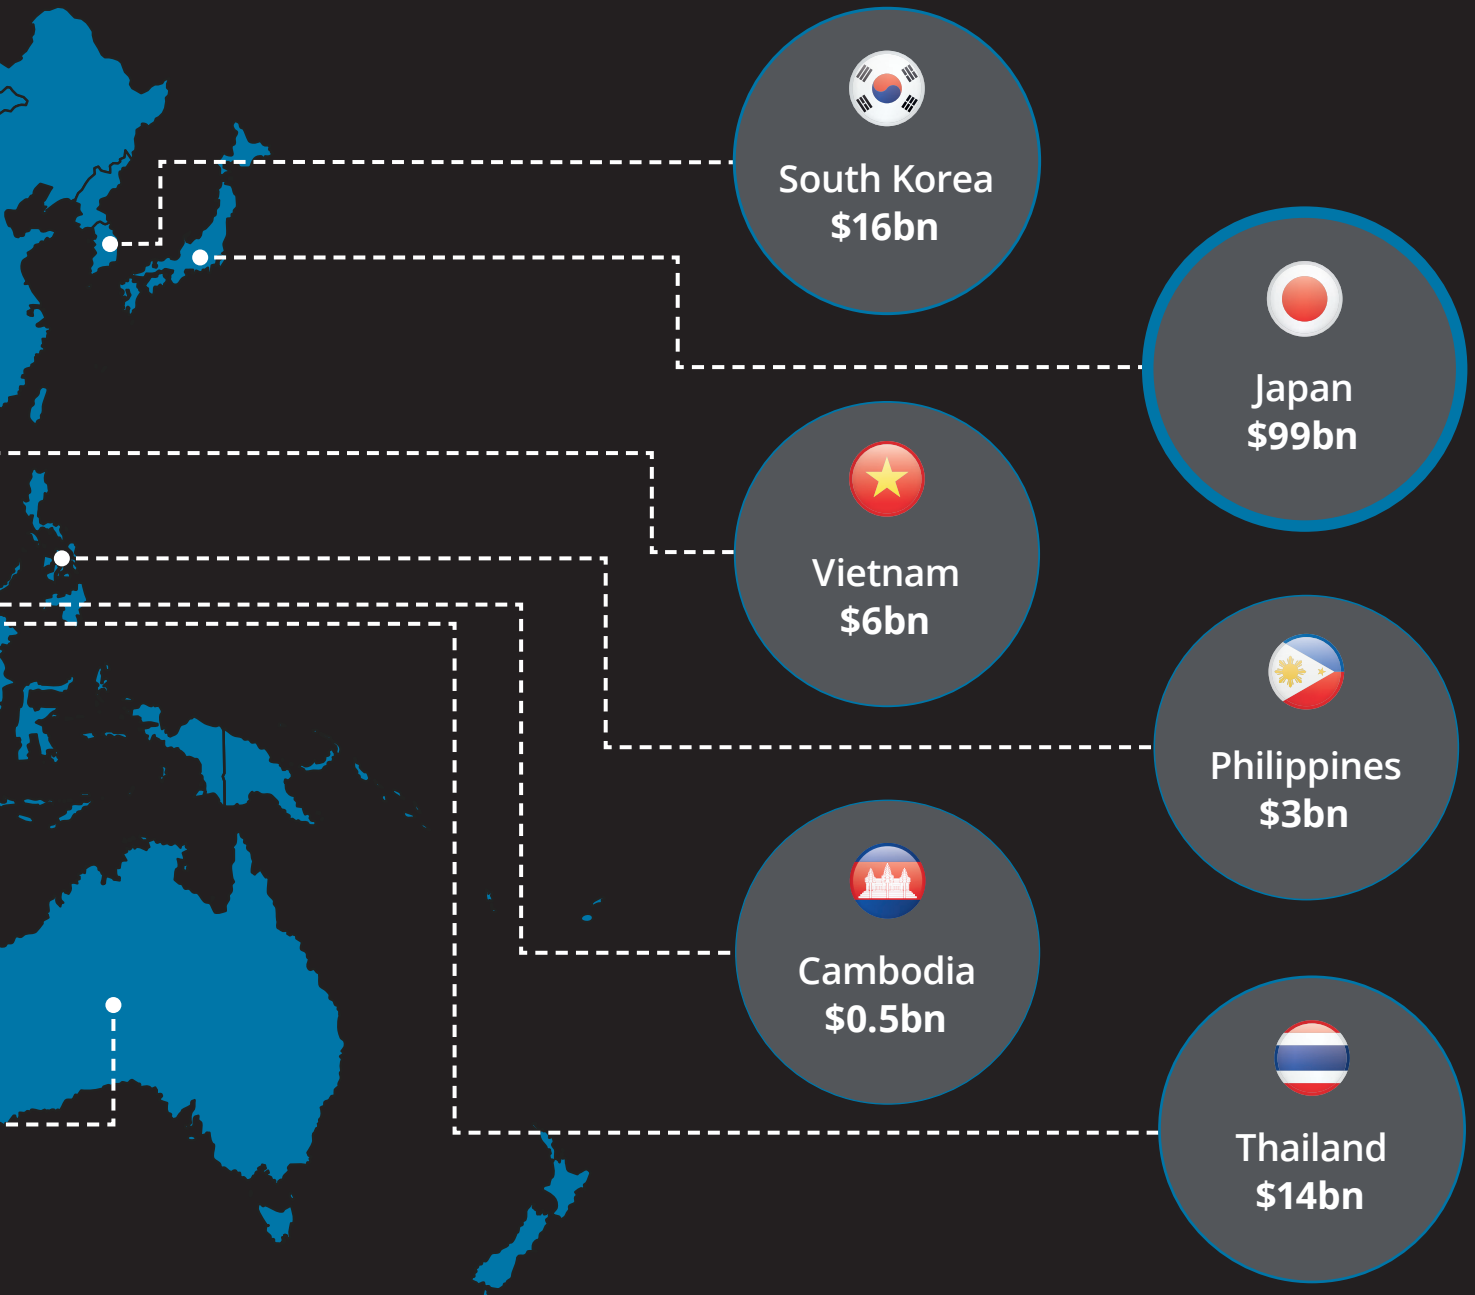 South Korea
$16bn
Japan
$99bn
Vietnam
$6bn
Philippines
$3bn
Cambodia
$0.5bn
Thailand
$14bn